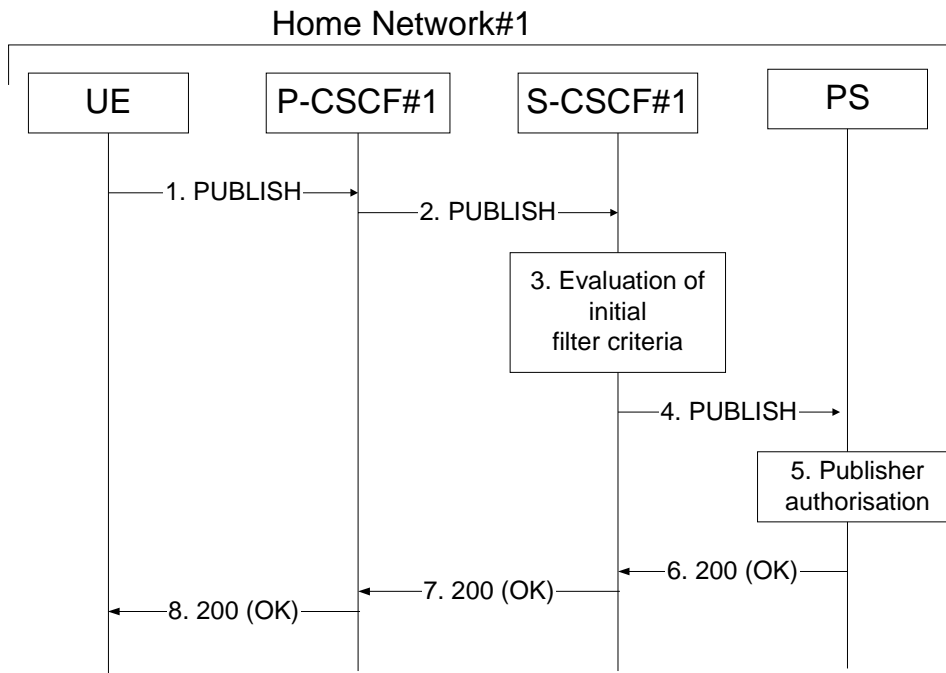 Home Network#1
UE
P-CSCF#1
S-CSCF#1
PS
1. PUBLISH
2. PUBLISH
3. Evaluation of
initial
filter criteria
4. PUBLISH
5. Publisher
authorisation
6. 200 (OK)
7. 200 (OK)
8. 200 (OK)